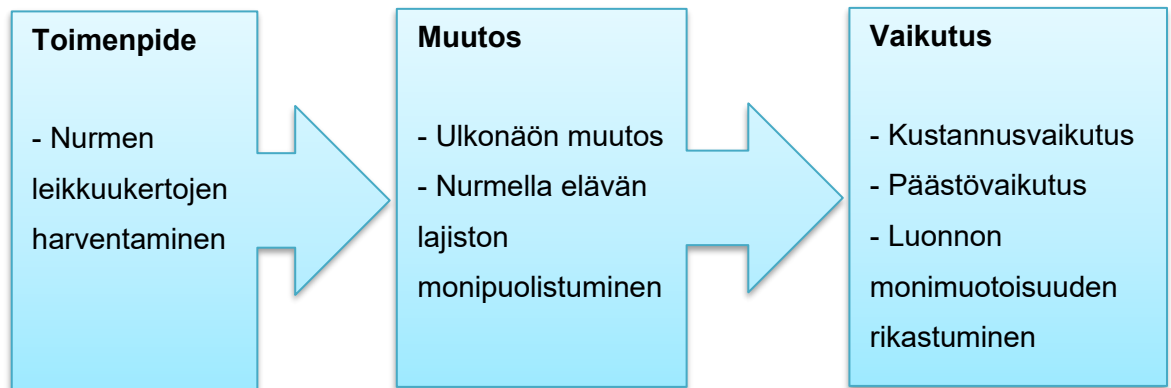 Toimenpide
- Nurmen
leikkuukertojen
harventaminen
Muutos
- Ulkonäön muutos
- Nurmella elävän
lajiston
monipuolistuminen
Vaikutus
- Kustannusvaikutus
- Päästövaikutus
- Luonnon
monimuotoisuuden
rikastuminen